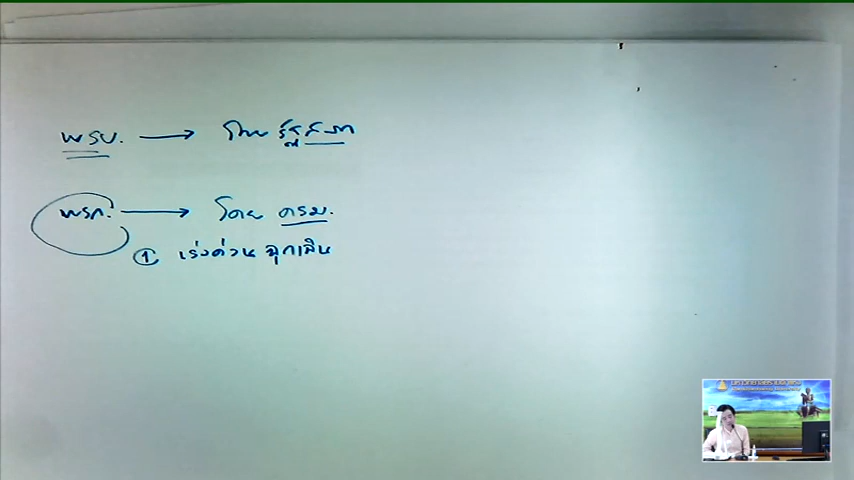 พรบ. → โดย รัฐสภา
พรก. → โดย ครม.
① เร่งด่วน ฉุกเฉิน